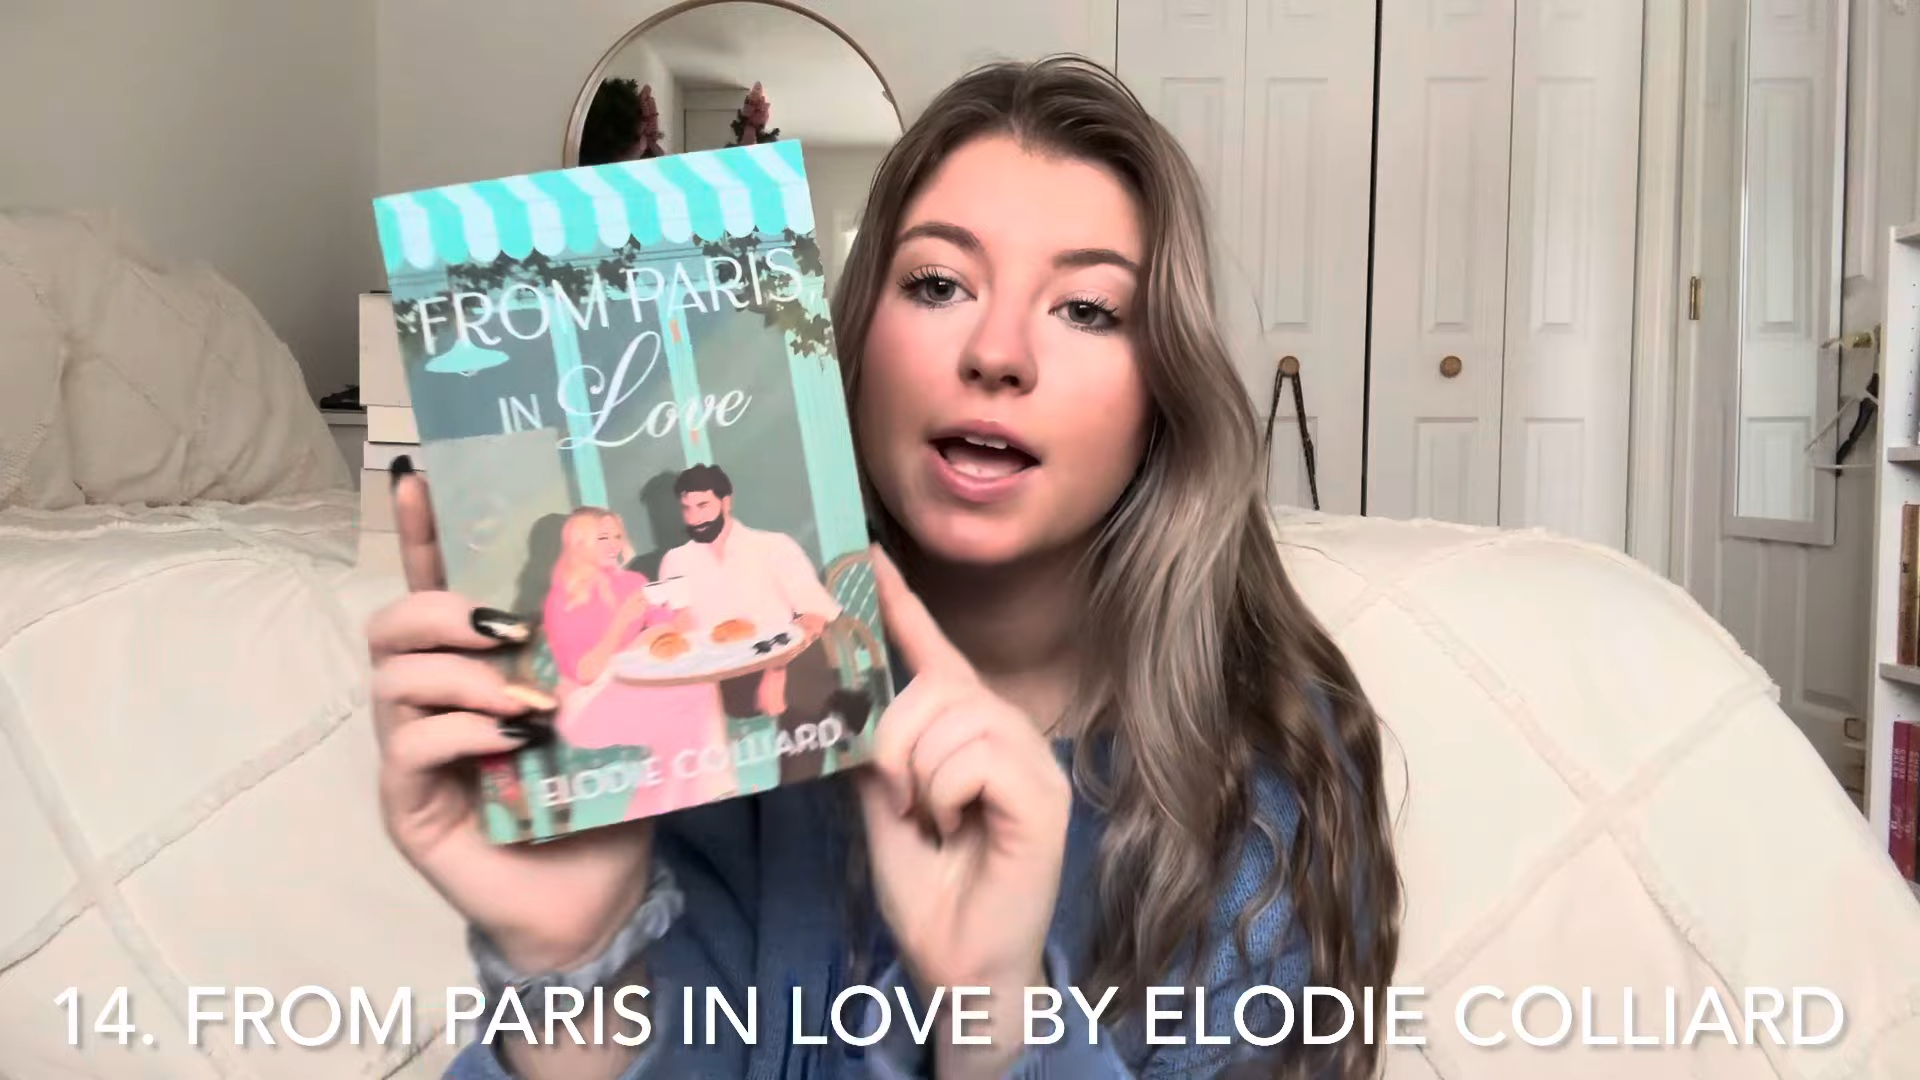 FROM PARIS,
IN Love
ELODIE COLLIARD
14. FROM PARIS IN LOVE BY ELODIE COLLIARD